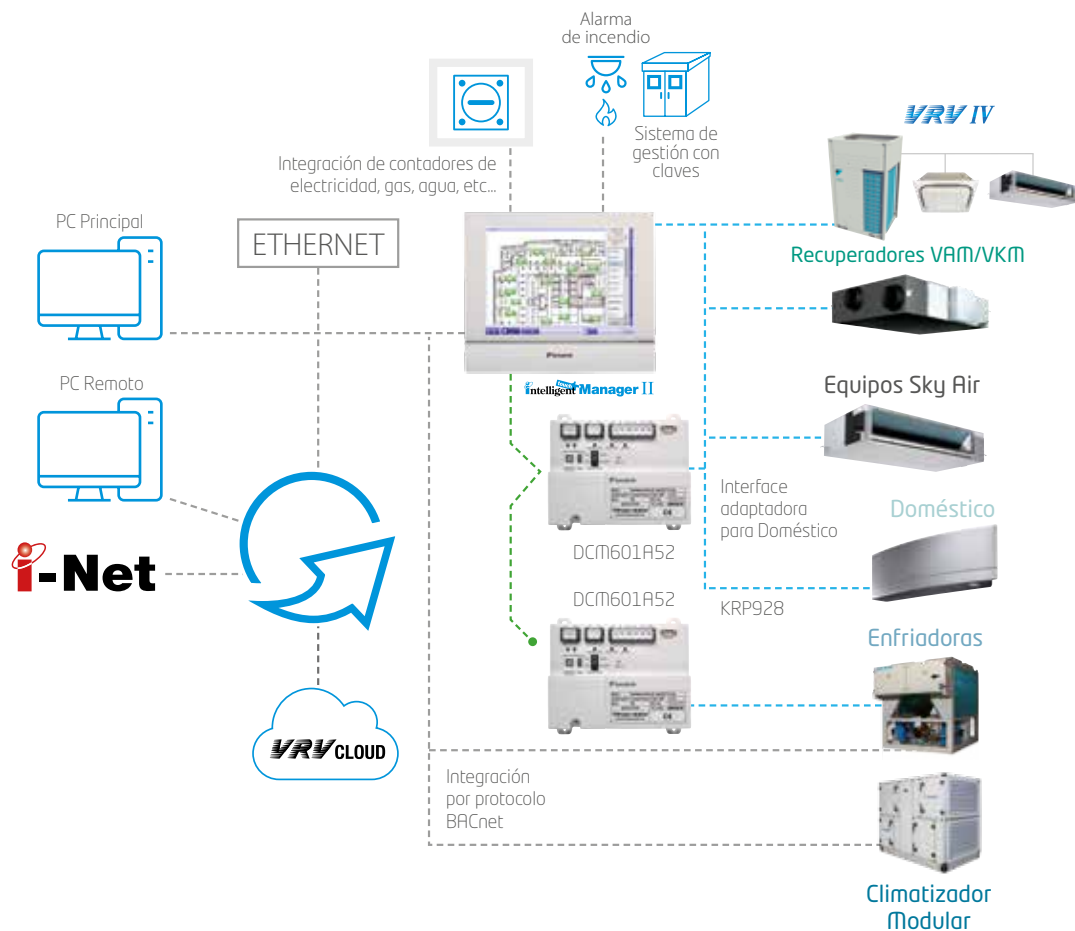 Alarma
de incendio
Sistema de
gestión con
claves
VRV IV
Integración de contadores de
electricidad, gas, agua, etc...
PC Principal
ETHERNET
Recuperadores VAM/VKM
DAIKIN
intelligent touch Manager II
PC Remoto
Equipos Sky Air
Interface
adaptadora
para Doméstico
Doméstico
DCM601A52
i-Net
DCM601A52
KRP928
Enfriadoras
VRV CLOUD
Integración
por protocolo
BACnet
Climatizador
Modular